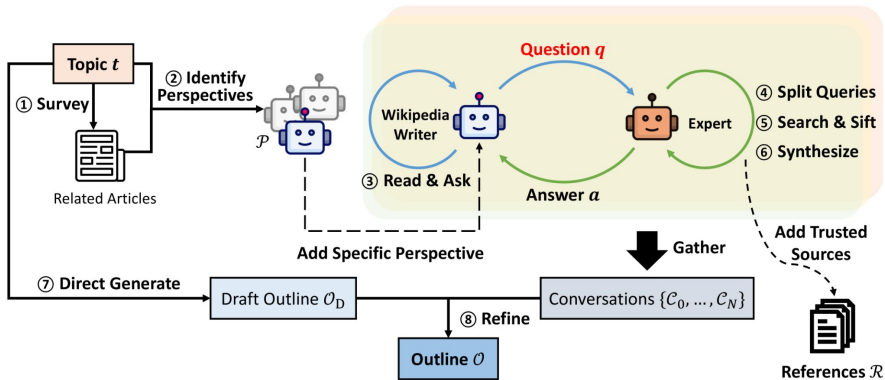 Topic t
① Survey
② Identify
Perspectives
Related Articles
𝒫
Question q
Wikipedia
Writer
Expert
③ Read & Ask
Answer a
④ Split Queries
⑤ Search & Sift
⑥ Synthesize
Add Specific Perspective
Gather
Add Trusted
Sources
⑦ Direct Generate
Draft Outline 𝒪_D
Conversations {𝒞₀, …, 𝒞_N}
⑧ Refine
Outline 𝒪
References ℛ